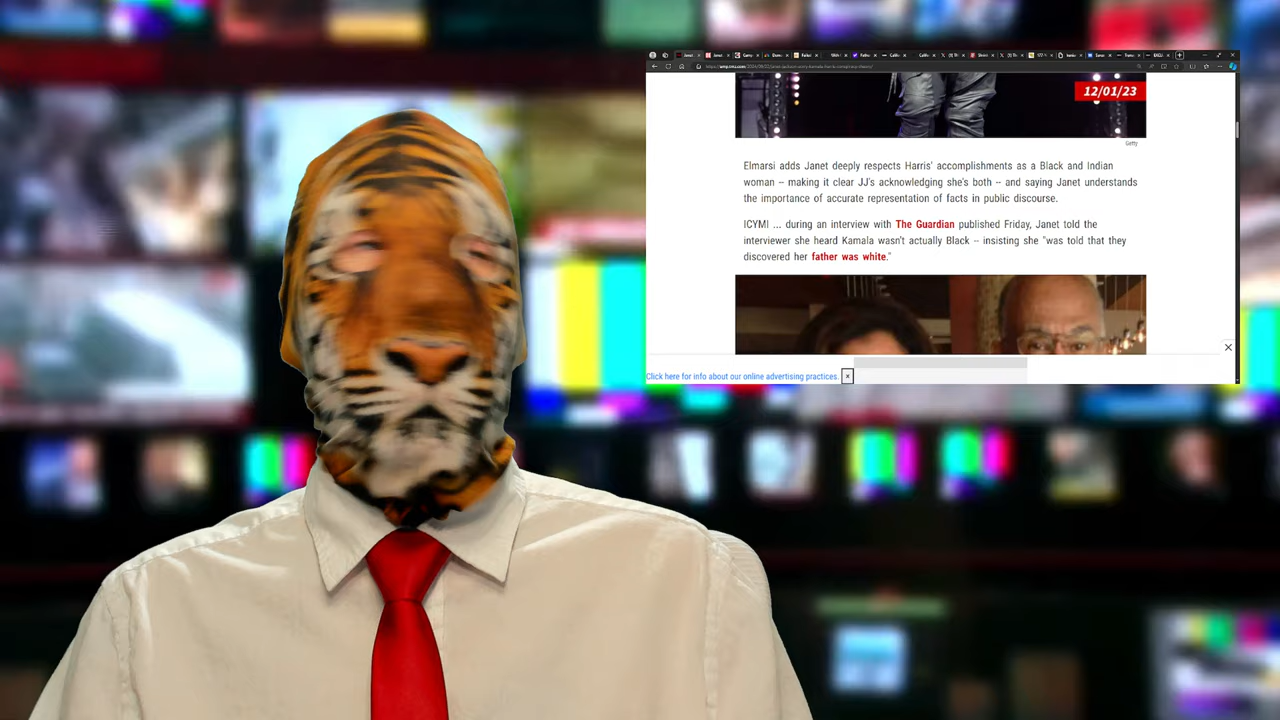 12/01/23
Getty
Elmarsi adds Janet deeply respects Harris' accomplishments as a Black and Indian
woman -- making it clear JJ's acknowledging she's both -- and saying Janet understands
the importance of accurate representation of facts in public discourse.
ICYMI ... during an interview with The Guardian published Friday, Janet told the
interviewer she heard Kamala wasn't actually Black -- insisting she "was told that they
discovered her father was white."
Click here for info about our online advertising practices.